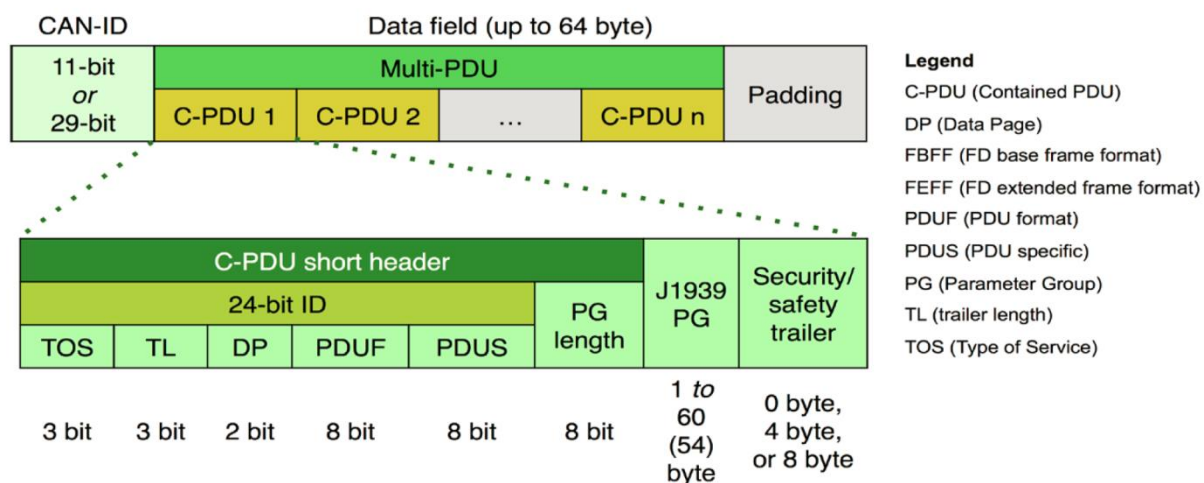 CAN-ID
Data field (up to 64 byte)
11-bit
or
29-bit
Multi-PDU
C-PDU 1
C-PDU 2
...
C-PDU n
Padding
C-PDU short header
24-bit ID
TOS
TL
DP
PDUF
PDUS
PG
length
J1939
PG
Security/
safety
trailer
3 bit
3 bit
2 bit
8 bit
8 bit
8 bit
1 to
60
(54)
byte
0 byte,
4 byte,
or 8 byte
Legend
C-PDU (Contained PDU)
DP (Data Page)
FBFF (FD base frame format)
FEFF (FD extended frame format)
PDUF (PDU format)
PDUS (PDU specific)
PG (Parameter Group)
TL (trailer length)
TOS (Type of Service)